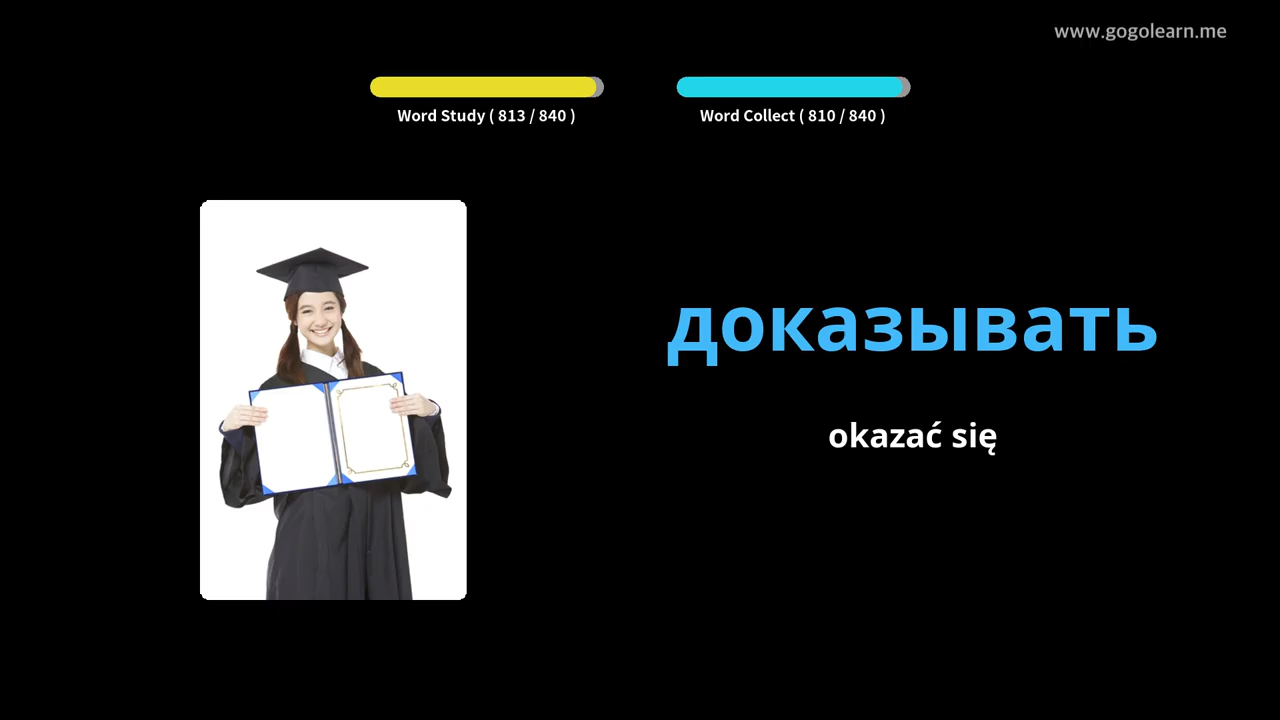 www.gogolearn.me
Word Study ( 813 / 840 )
Word Collect ( 810 / 840 )
доказывать
okazać się